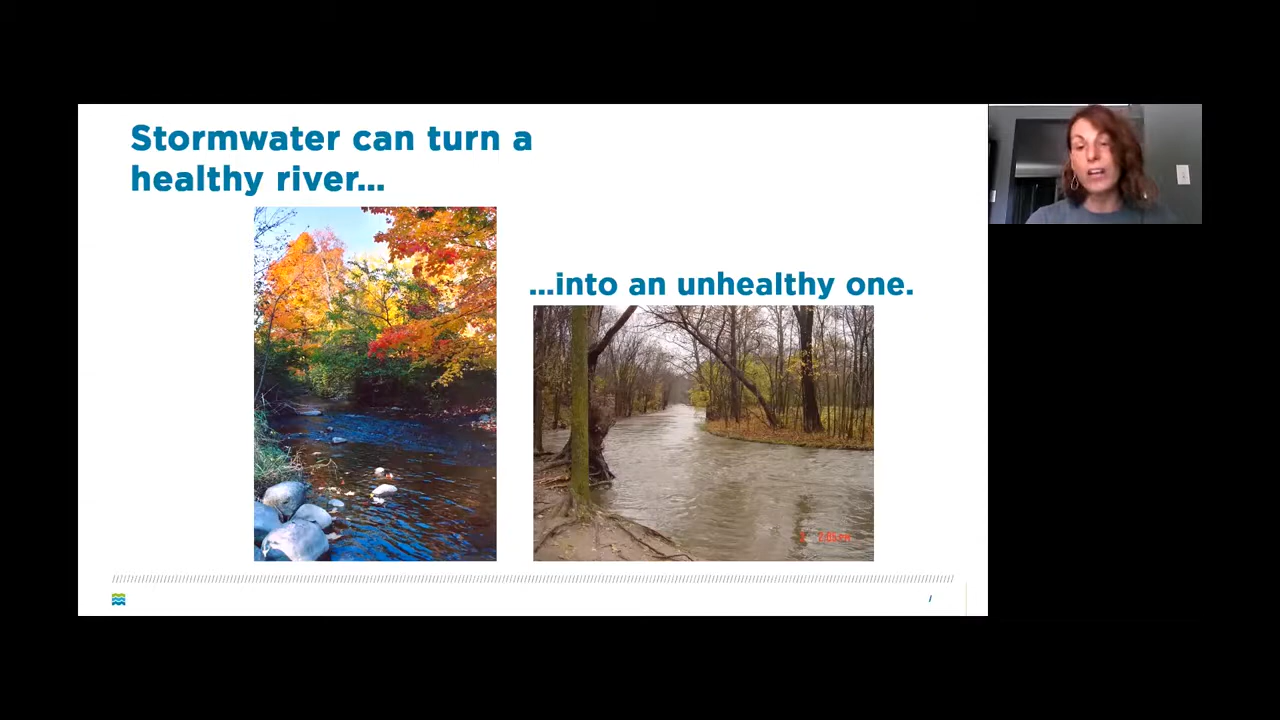 Stormwater can turn a
healthy river...
...into an unhealthy one.